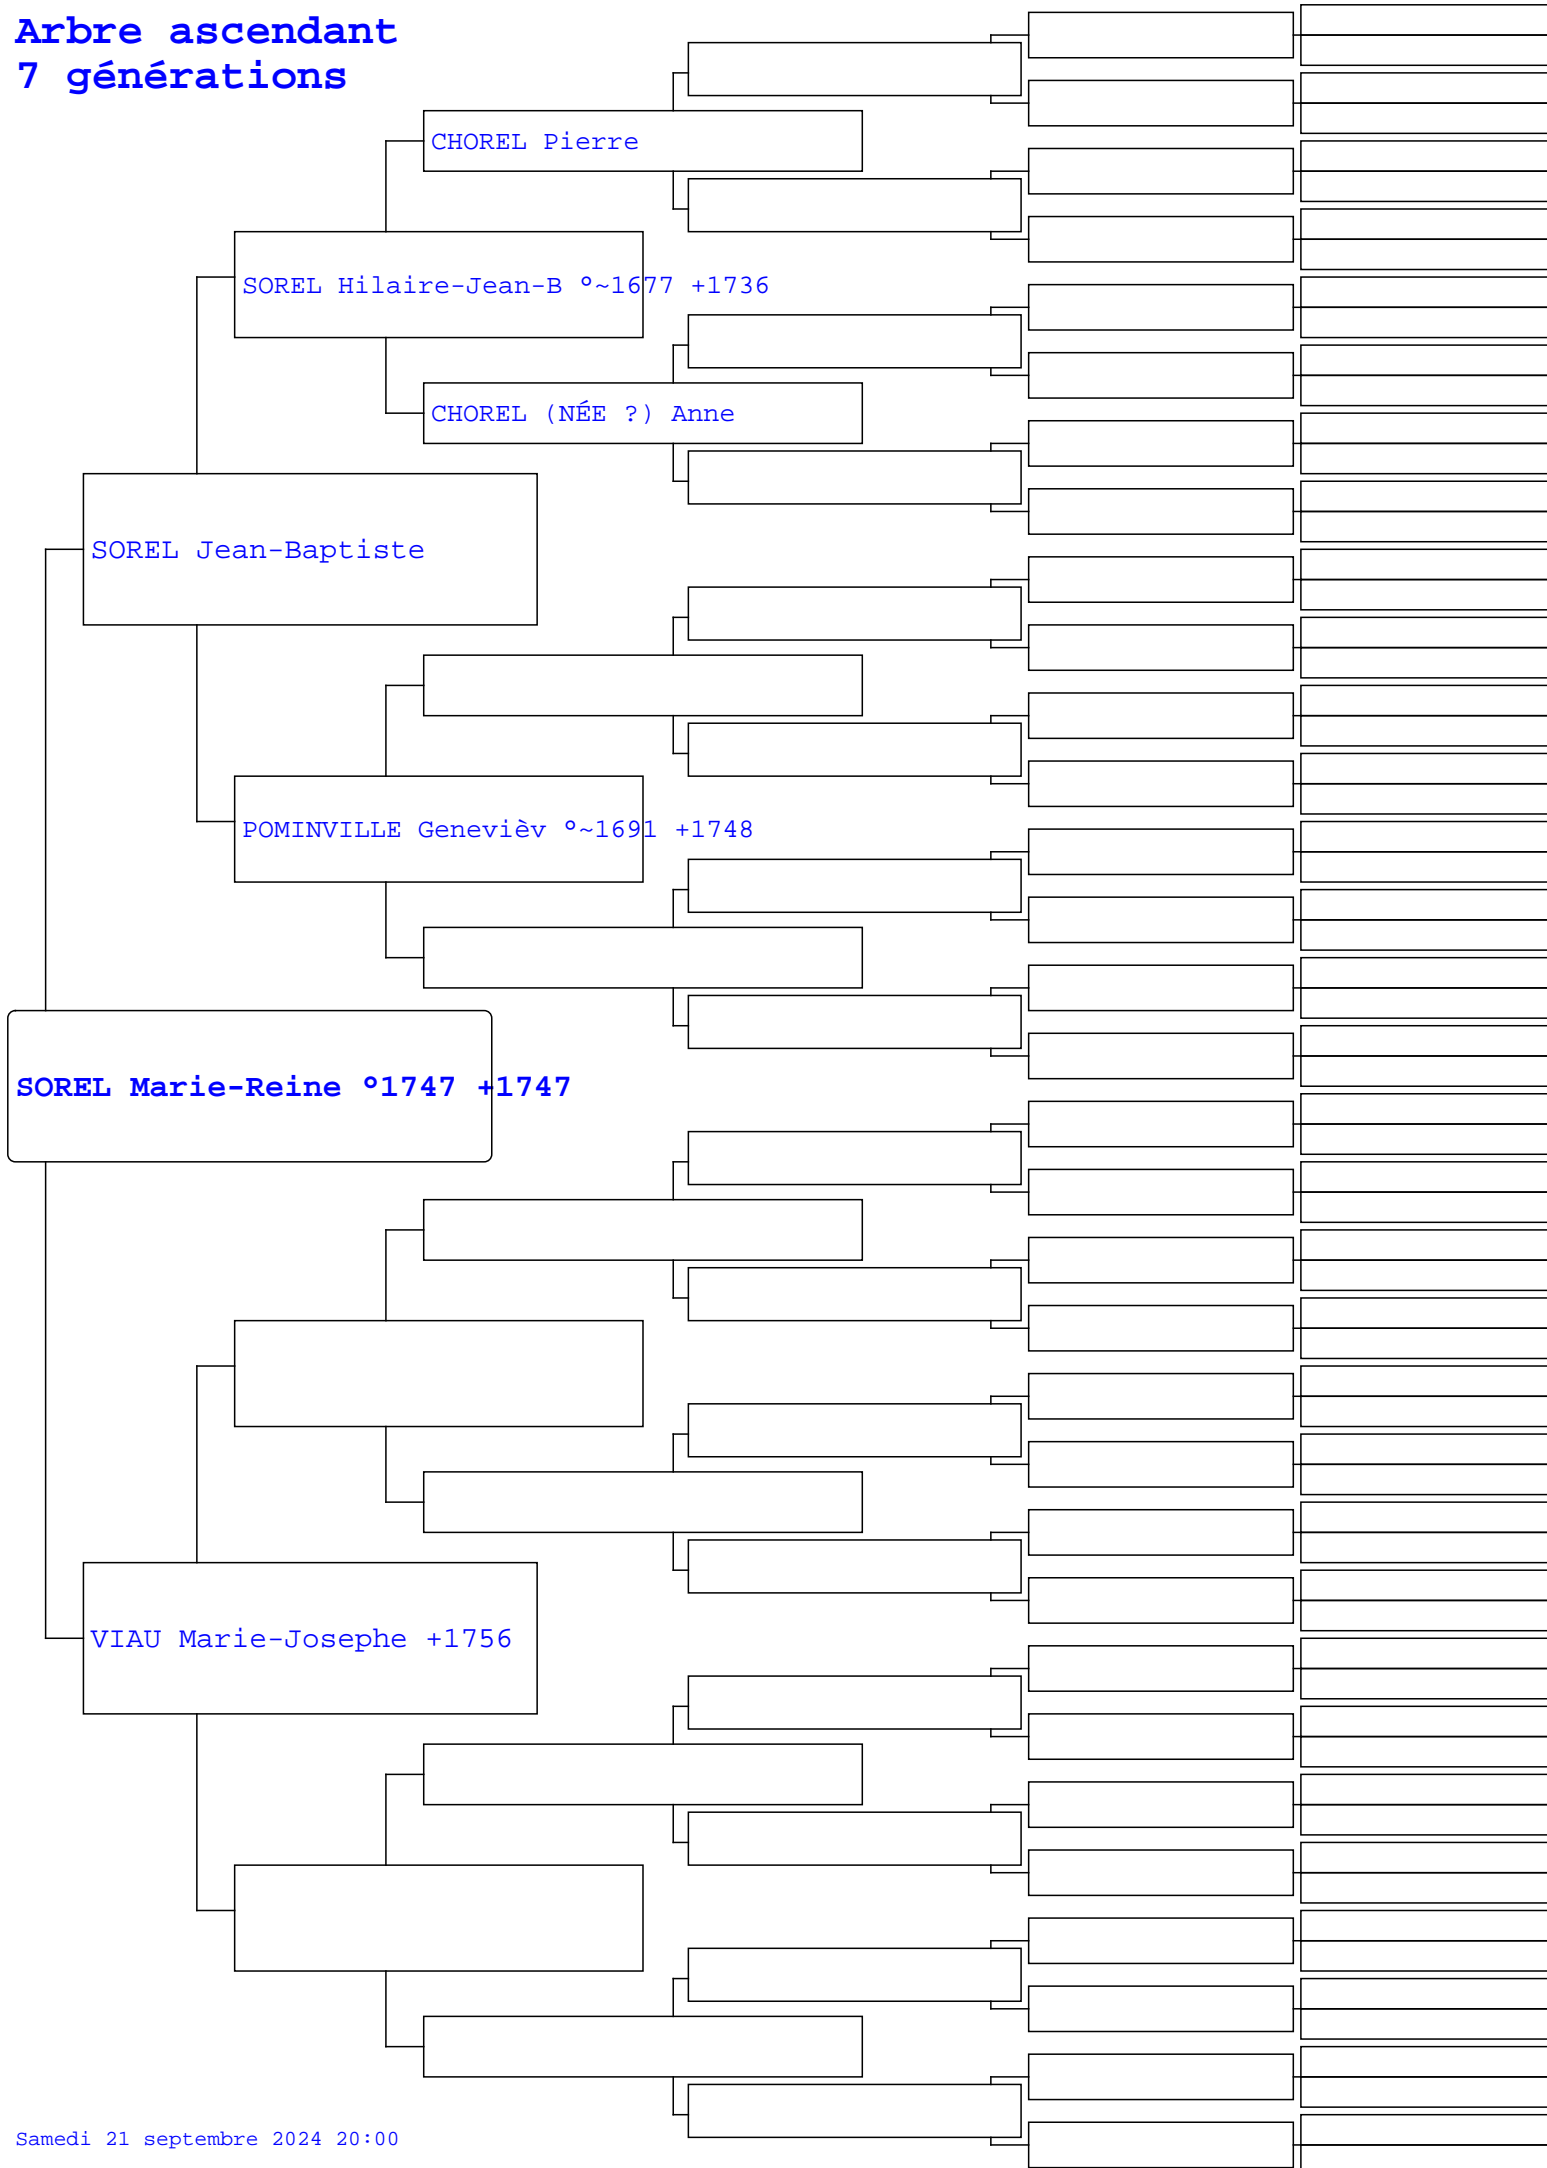 Arbre ascendant
7 générations
CHOREL Pierre
SOREL Hilaire-Jean-B °~1677 +1736
CHOREL (NÉE ?) Anne
SOREL Jean-Baptiste
POMINVILLE Genevièv °~1691 +1748
SOREL Marie-Reine °1747 +1747
VIAU Marie-Josephe +1756
Samedi 21 septembre 2024 20:00